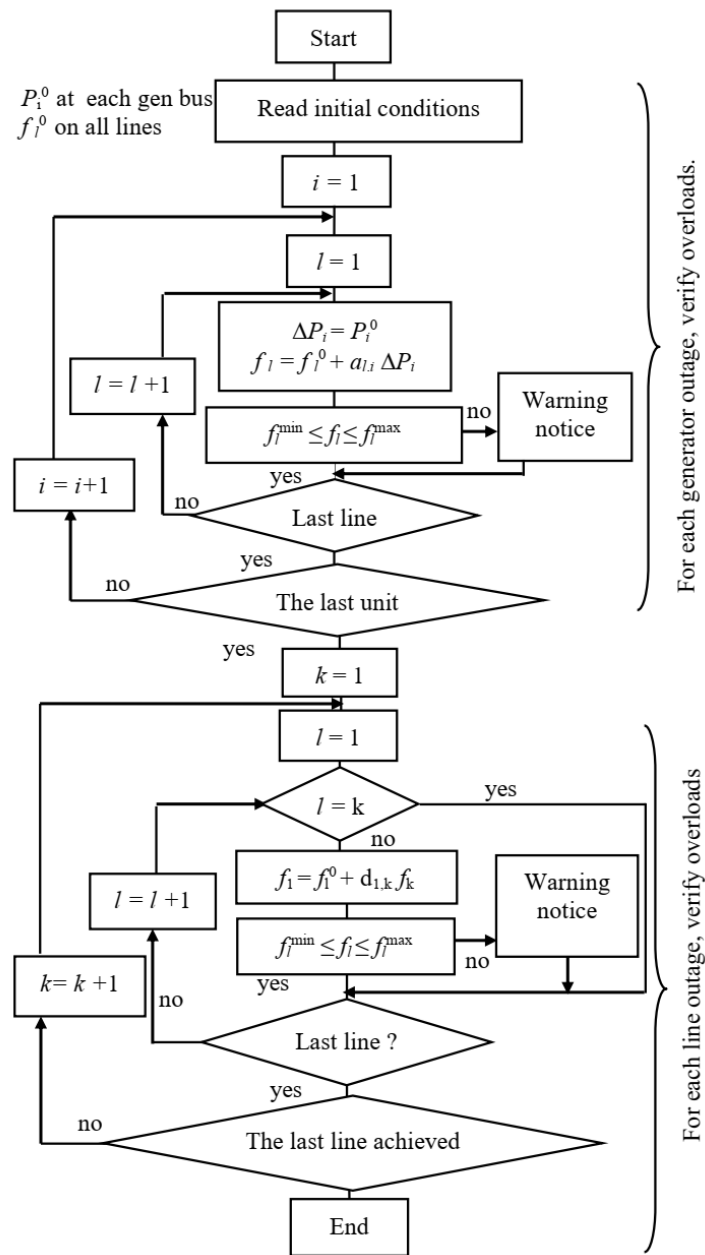 Start
P_i^0 at each gen bus
f_l^0 on all lines
Read initial conditions
i = 1
l = 1
ΔP_i = P_i^0
f_l = f_l^0 + a_{l,i} ΔP_i
l = l +1
f_l^min ≤ f_l ≤ f_l^max
no
Warning
notice
yes
i = i+1
no
Last line
yes
no
The last unit
yes
For each generator outage, verify overloads.
k = 1
l = 1
l = k
yes
no
f_1 = f_1^0 + d_{1,k} f_k
Warning
notice
l = l +1
f_l^min ≤ f_l ≤ f_l^max
no
yes
k= k +1
no
Last line ?
yes
no
The last line achieved
End
For each line outage, verify overloads